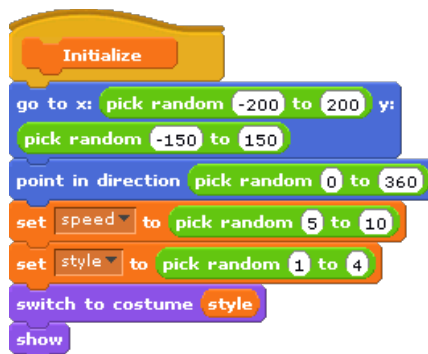 Initialize
go to x: pick random -200 to 200 y:
pick random -150 to 150
point in direction pick random 0 to 360
set speed to pick random 5 to 10
set style to pick random 1 to 4
switch to costume style
show